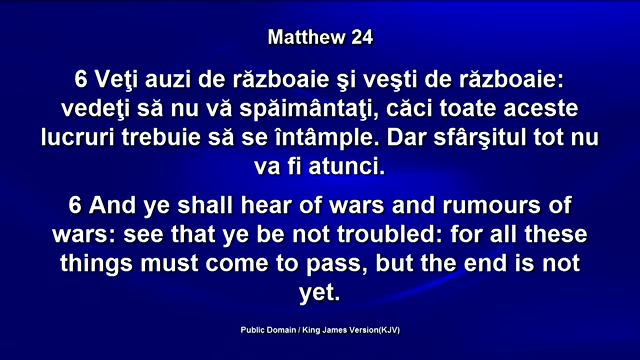 Matthew 24
6 Veţi auzi de războaie şi veşti de războaie:
vedeţi să nu vă spăimântaţi, căci toate aceste
lucruri trebuie să se întâmple. Dar sfârşitul tot nu
va fi atunci.
6 And ye shall hear of wars and rumours of
wars: see that ye be not troubled: for all these
things must come to pass, but the end is not
yet.
Public Domain / King James Version(KJV)